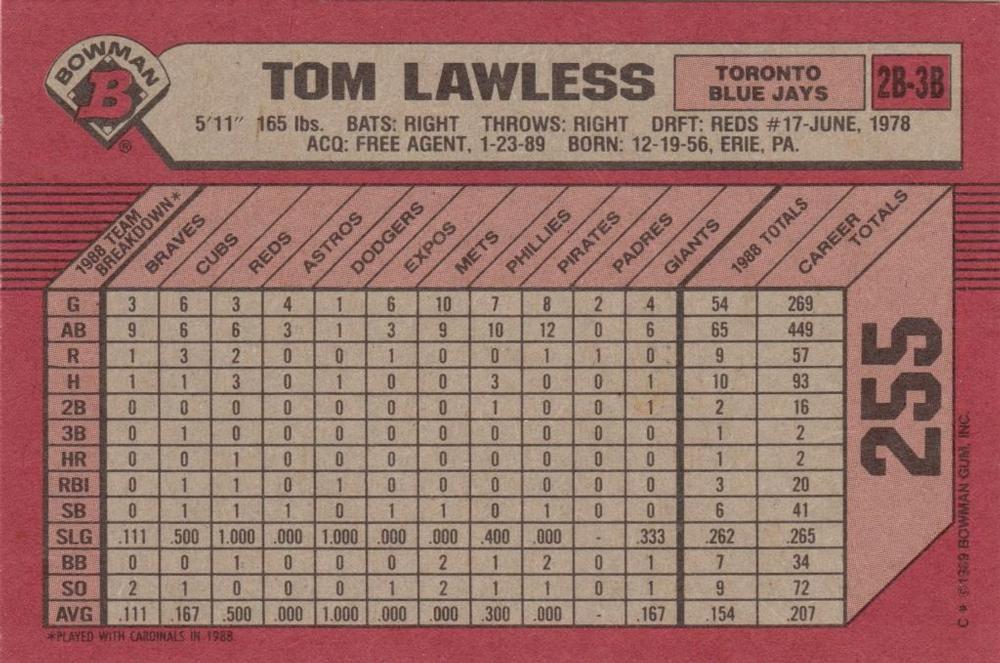 BOWMAN
B
®
TOM LAWLESS
TORONTO
BLUE JAYS
2B-3B
5'11" 165 lbs. BATS: RIGHT THROWS: RIGHT DRFT: REDS #17-JUNE, 1978
ACQ: FREE AGENT, 1-23-89 BORN: 12-19-56, ERIE, PA.
1988 TEAM
BREAKDOWN* BRAVES CUBS REDS ASTROS DODGERS EXPOS METS PHILLIES PIRATES PADRES GIANTS 1988 TOTALS CAREER
TOTALS
G 3 6 3 4 1 6 10 7 8 2 4 54 269
AB 9 6 6 3 1 3 9 10 12 0 6 65 449
R 1 3 2 0 0 1 0 0 1 1 0 9 57
H 1 1 3 0 1 0 0 3 0 0 1 10 93
2B 0 0 0 0 0 0 0 1 0 0 1 2 16
3B 0 1 0 0 0 0 0 0 0 0 0 1 2
HR 0 0 1 0 0 0 0 0 0 0 0 1 2
RBI 0 1 1 0 1 0 0 0 0 0 0 3 20
SB 0 1 1 1 0 1 1 0 1 0 0 6 41
SLG .111 .500 1.000 .000 1.000 .000 .000 .400 .000 - .333 .262 .265
BB 0 0 1 0 0 0 2 1 2 0 1 7 34
SO 2 1 0 0 0 1 2 1 1 0 1 9 72
AVG .111 .167 .500 .000 1.000 .000 .000 .300 .000 - .167 .154 .207
*PLAYED WITH CARDINALS IN 1988
255
C * ©1989 BOWMAN GUM, INC.